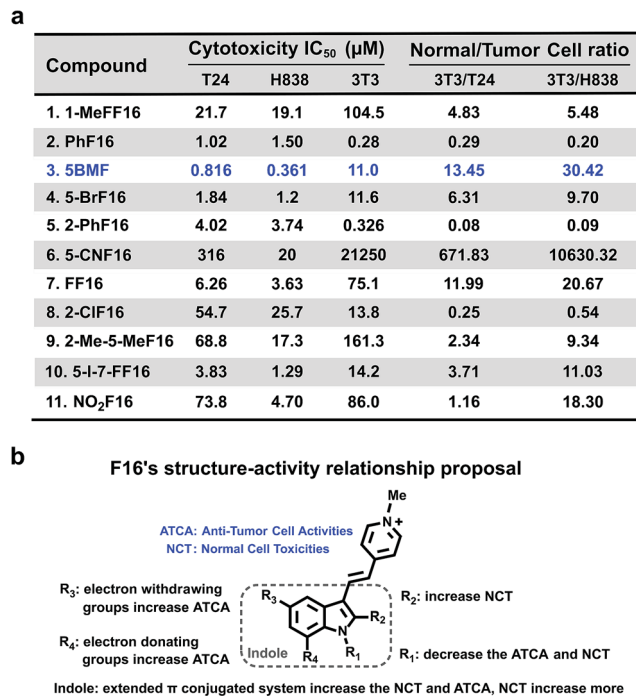 a
Compound Cytotoxicity IC50 (µM) Normal/Tumor Cell ratio
T24 H838 3T3 3T3/T24 3T3/H838
1. 1-MeFF16 21.7 19.1 104.5 4.83 5.48
2. PhF16 1.02 1.50 0.28 0.29 0.20
3. 5BMF 0.816 0.361 11.0 13.45 30.42
4. 5-BrF16 1.84 1.2 11.6 6.31 9.70
5. 2-PhF16 4.02 3.74 0.326 0.08 0.09
6. 5-CNF16 316 20 21250 671.83 10630.32
7. FF16 6.26 3.63 75.1 11.99 20.67
8. 2-ClF16 54.7 25.7 13.8 0.25 0.54
9. 2-Me-5-MeF16 68.8 17.3 161.3 2.34 9.34
10. 5-I-7-FF16 3.83 1.29 14.2 3.71 11.03
11. NO2F16 73.8 4.70 86.0 1.16 18.30
b
F16's structure-activity relationship proposal
Me
N+
ATCA: Anti-Tumor Cell Activities
NCT: Normal Cell Toxicities
R3: electron withdrawing
groups increase ATCA
R3
R2
R2: increase NCT
R4: electron donating
groups increase ATCA
Indole
N
R4
R1
R1: decrease the ATCA and NCT
Indole: extended π conjugated system increase the NCT and ATCA, NCT increase more